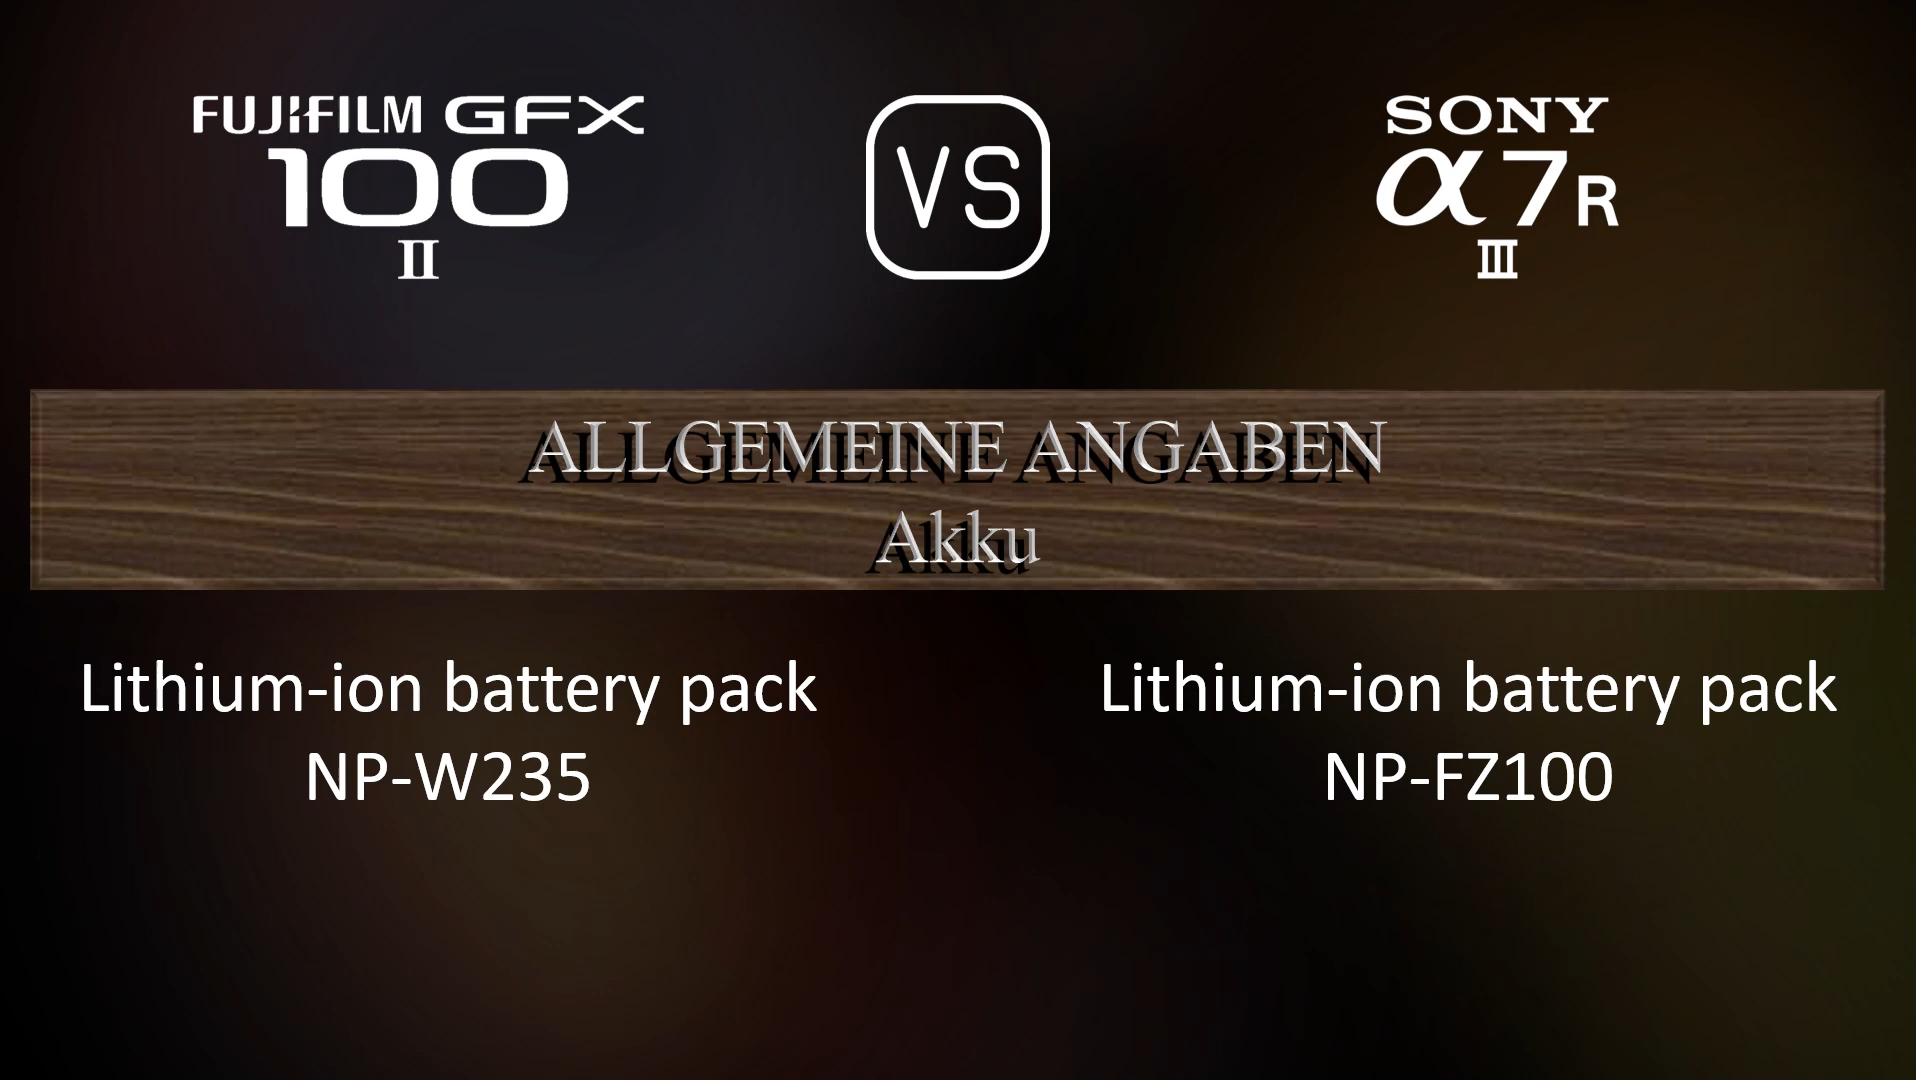 FUJIFILM GFX
100
II
VS
SONY
α7R
III
ALLGEMEINE ANGABEN
Akku
Lithium-ion battery pack
NP-W235
Lithium-ion battery pack
NP-FZ100